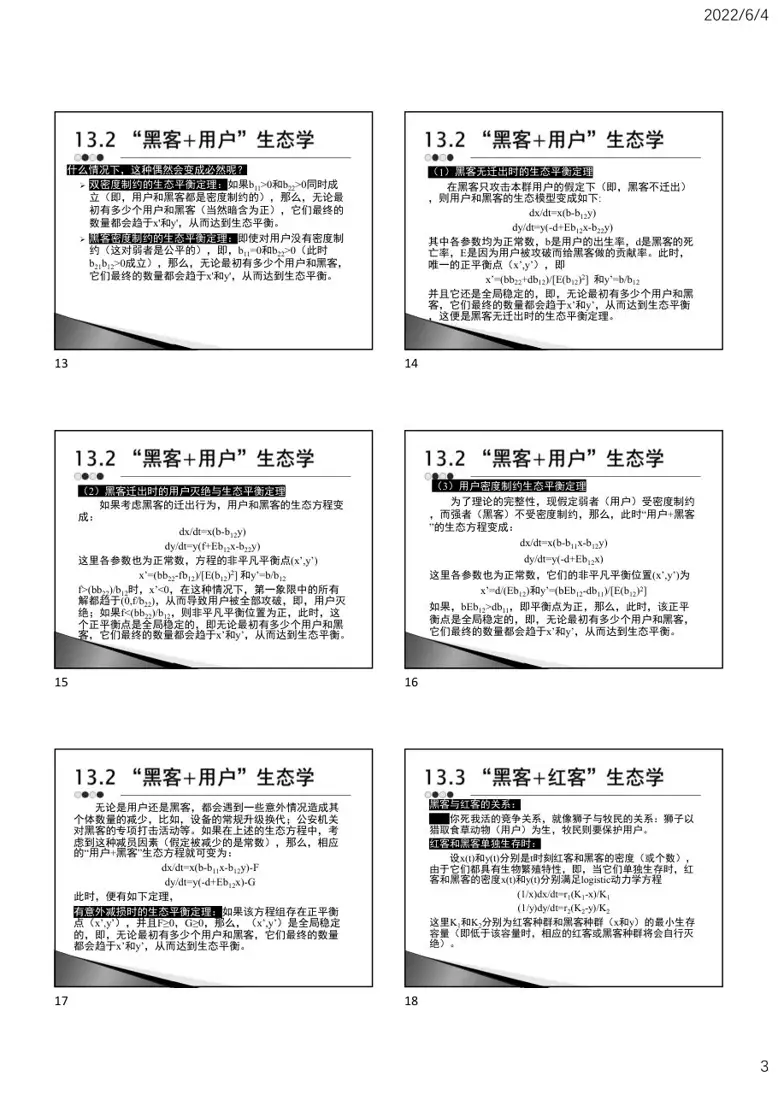 2022/6/4
13.2 “黑客+用户”生态学
什么情况下，这种偶然会变成必然呢？
➢ 双密度制约的生态平衡定理：如果b₁₁>0和b₂₂>0同时成
立（即，用户和黑客都是密度制约的），那么，无论最
初有多少个用户和黑客（当然暗含为正），它们最终的
数量都会趋于x'和y'，从而达到生态平衡。
➢ 黑客密度制约的生态平衡定理：即使对用户没有密度制
约（这对弱者是公平的），即，b₁₁=0和b₂₂>0（此时
b₂₁b₁₂>0成立），那么，无论最初有多少个用户和黑客，
它们最终的数量都会趋于x'和y'，从而达到生态平衡。
13
13.2 “黑客+用户”生态学
（1）黑客无迁出时的生态平衡定理
在黑客只攻击本群用户的假定下（即，黑客不迁出）
，则用户和黑客的生态模型变成如下:
dx/dt=x(b-b₁₂y)
dy/dt=y(-d+Eb₁₂x-b₂₂y)
其中各参数均为正常数，b是用户的出生率，d是黑客的死
亡率，E是因为用户被攻破而给黑客做的贡献率。此时，
唯一的正平衡点（x’,y’），即
x’=(bb₂₂+db₁₂)/[E(b₁₂)²] 和y’=b/b₁₂
并且它还是全局稳定的，即，无论最初有多少个用户和黑
客，它们最终的数量都会趋于x’和y’，从而达到生态平衡
，这便是黑客无迁出时的生态平衡定理。
14
13.2 “黑客+用户”生态学
（2）黑客迁出时的用户灭绝与生态平衡定理
如果考虑黑客的迁出行为，用户和黑客的生态方程变
成：
dx/dt=x(b-b₁₂y)
dy/dt=y(f+Eb₁₂x-b₂₂y)
这里各参数也为正常数，方程的非平凡平衡点(x’,y’)
x’=(bb₂₂-fb₁₂)/[E(b₁₂)²] 和y’=b/b₁₂
f>(bb₂₂)/b₁₂时，x’<0，在这种情况下，第一象限中的所有
解都趋于(0,f/b₂₂)，从而导致用户被全部攻破，即，用户灭
绝；如果f<(bb₂₂)/b₁₂，则非平凡平衡位置为正，此时，这
个正平衡点是全局稳定的，即无论最初有多少个用户和黑
客，它们最终的数量都会趋于x’和y’，从而达到生态平衡。
15
13.2 “黑客+用户”生态学
（3）用户密度制约生态平衡定理
为了理论的完整性，现假定弱者（用户）受密度制约
，而强者（黑客）不受密度制约，那么，此时“用户+黑客
”的生态方程变成：
dx/dt=x(b-b₁₁x-b₁₂y)
dy/dt=y(-d+Eb₁₂x)
这里各参数也为正常数，它们的非平凡平衡位置(x’,y’)为
x’=d/(Eb₁₂)和y’=(bEb₁₂-db₁₁)/[E(b₁₂)²]
如果，bEb₁₂>db₁₁，即平衡点为正，那么，此时，该正平
衡点是全局稳定的，即，无论最初有多少个用户和黑客，
它们最终的数量都会趋于x’和y’，从而达到生态平衡。
16
13.2 “黑客+用户”生态学
无论是用户还是黑客，都会遇到一些意外情况造成其
个体数量的减少，比如，设备的常规升级换代；公安机关
对黑客的专项打击活动等。如果在上述的生态方程中，考
虑到这种减员因素（假定被减少的是常数），那么，相应
的“用户+黑客”生态方程就可变为：
dx/dt=x(b-b₁₁x-b₁₂y)-F
dy/dt=y(-d+Eb₁₂x)-G
此时，便有如下定理，
有意外减损时的生态平衡定理：如果该方程组存在正平衡
点（x’,y’），并且F≥0，G≥0，那么，（x’,y’）是全局稳定
的，即，无论最初有多少个用户和黑客，它们最终的数量
都会趋于x’和y’，从而达到生态平衡。
17
13.3 “黑客+红客”生态学
黑客与红客的关系：
你死我活的竞争关系，就像狮子与牧民的关系：狮子以
猎取食草动物（用户）为生，牧民则要保护用户。
红客和黑客单独生存时：
设x(t)和y(t)分别是t时刻红客和黑客的密度（或个数），
由于它们都具有生物繁殖特性，即，当它们单独生存时，红
客和黑客的密度x(t)和y(t)分别满足logistic动力学方程
(1/x)dx/dt=r₁(K₁-x)/K₁
(1/y)dy/dt=r₂(K₂-y)/K₂
这里K₁和K₂分别为红客种群和黑客种群（x和y）的最小生存
容量（即低于该容量时，相应的红客或黑客种群将会自行灭
绝）。
18
3